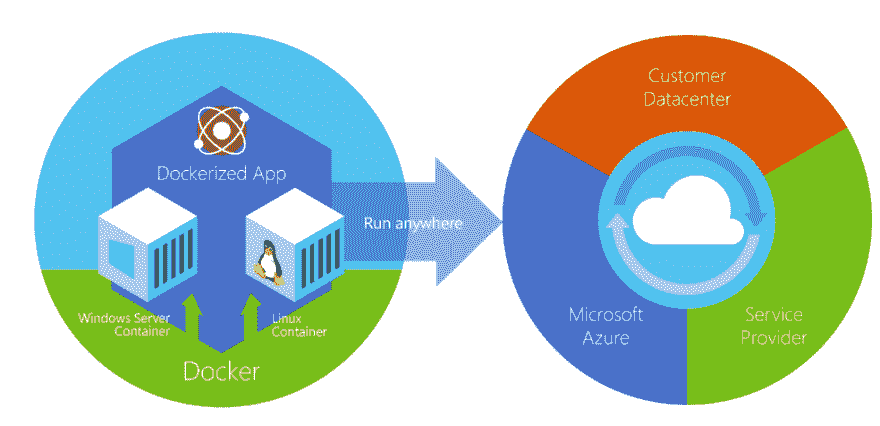 Dockerized App
Windows Server
Container
Linux
Container
Docker
Run anywhere
Customer
Datacenter
Microsoft
Azure
Service
Provider